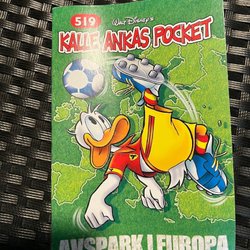 519
Walt Disney's
KALLE ANKAS POCKET
AVSPARK I EUROPA